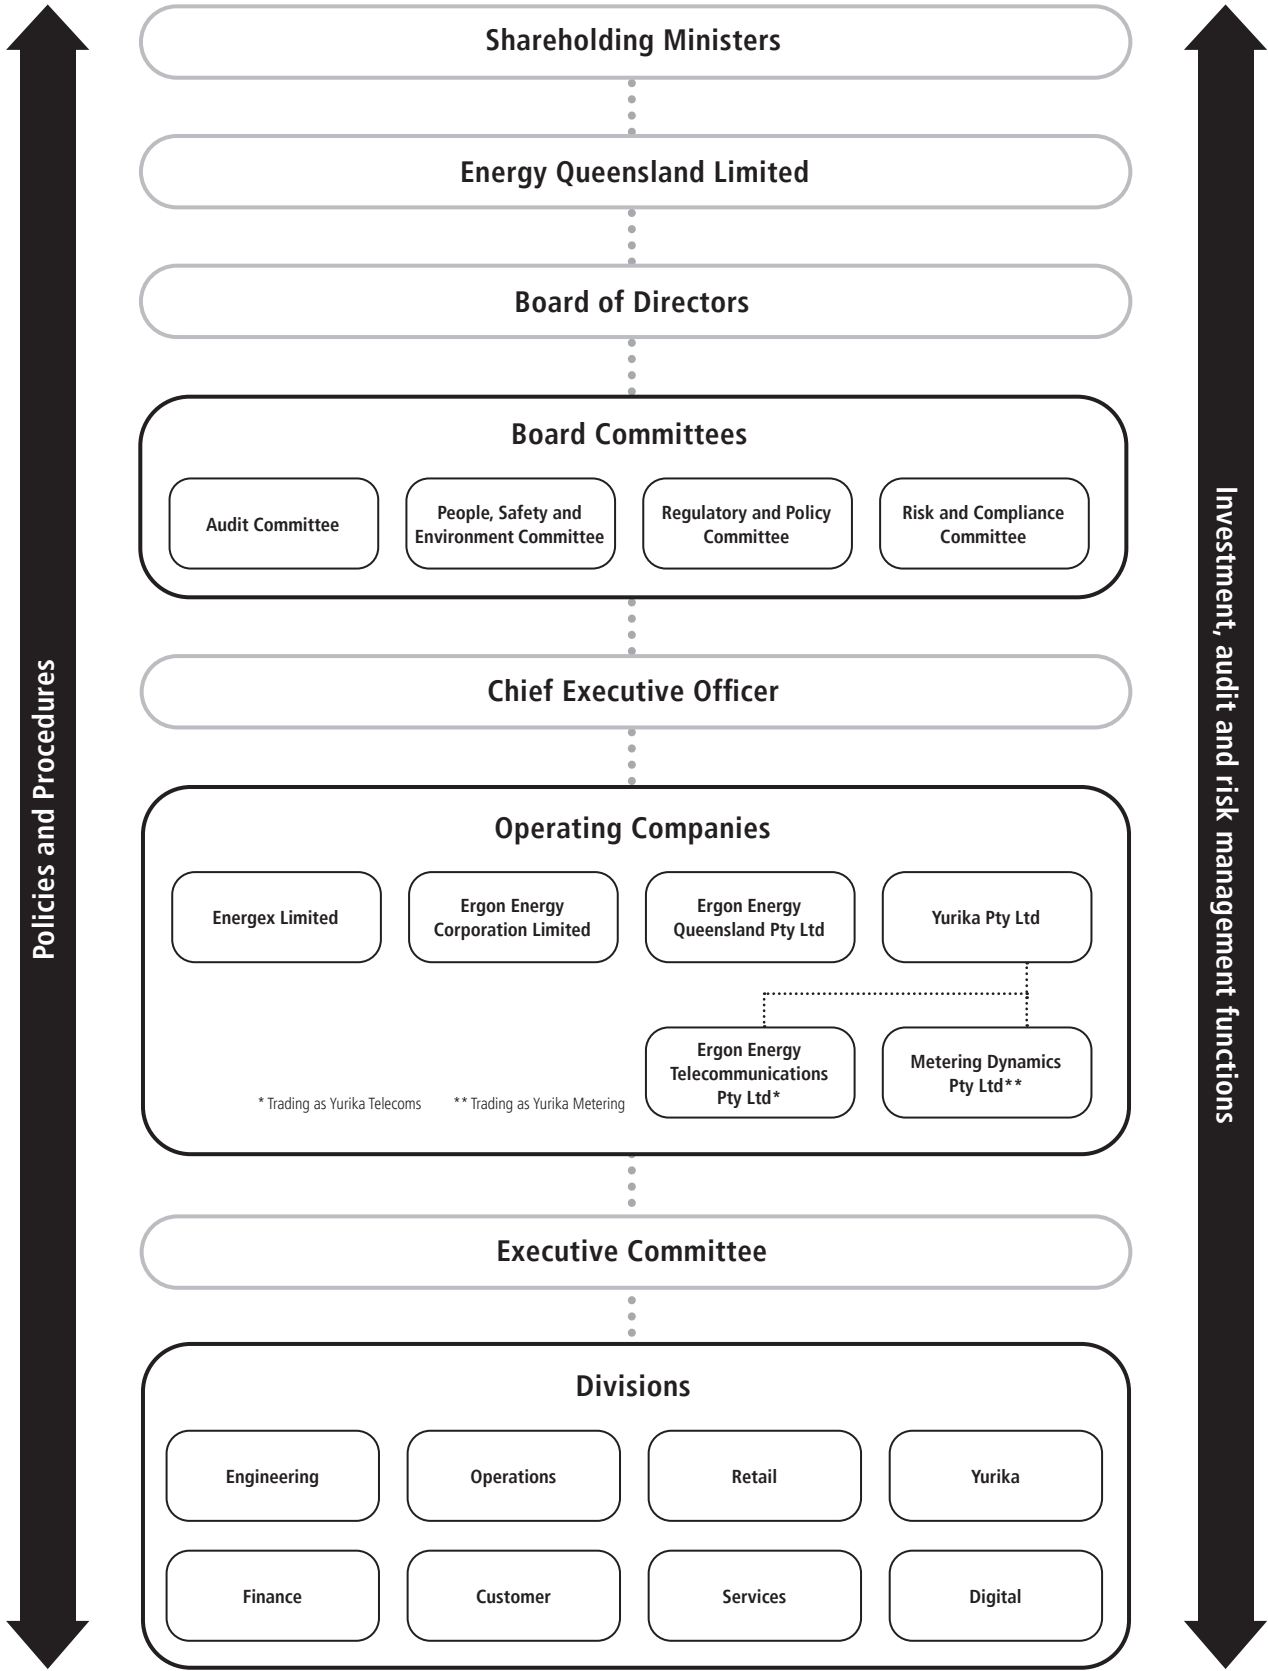 Shareholding Ministers
Energy Queensland Limited
Board of Directors
Board Committees
Audit Committee
People, Safety and
Environment Committee
Regulatory and Policy
Committee
Risk and Compliance
Committee
Chief Executive Officer
Operating Companies
Energex Limited
Ergon Energy
Corporation Limited
Ergon Energy
Queensland Pty Ltd
Yurika Pty Ltd
Ergon Energy
Telecommunications
Pty Ltd*
Metering Dynamics
Pty Ltd**
* Trading as Yurika Telecoms
** Trading as Yurika Metering
Executive Committee
Divisions
Engineering
Operations
Retail
Yurika
Finance
Customer
Services
Digital
Policies and Procedures
Investment, audit and risk management functions